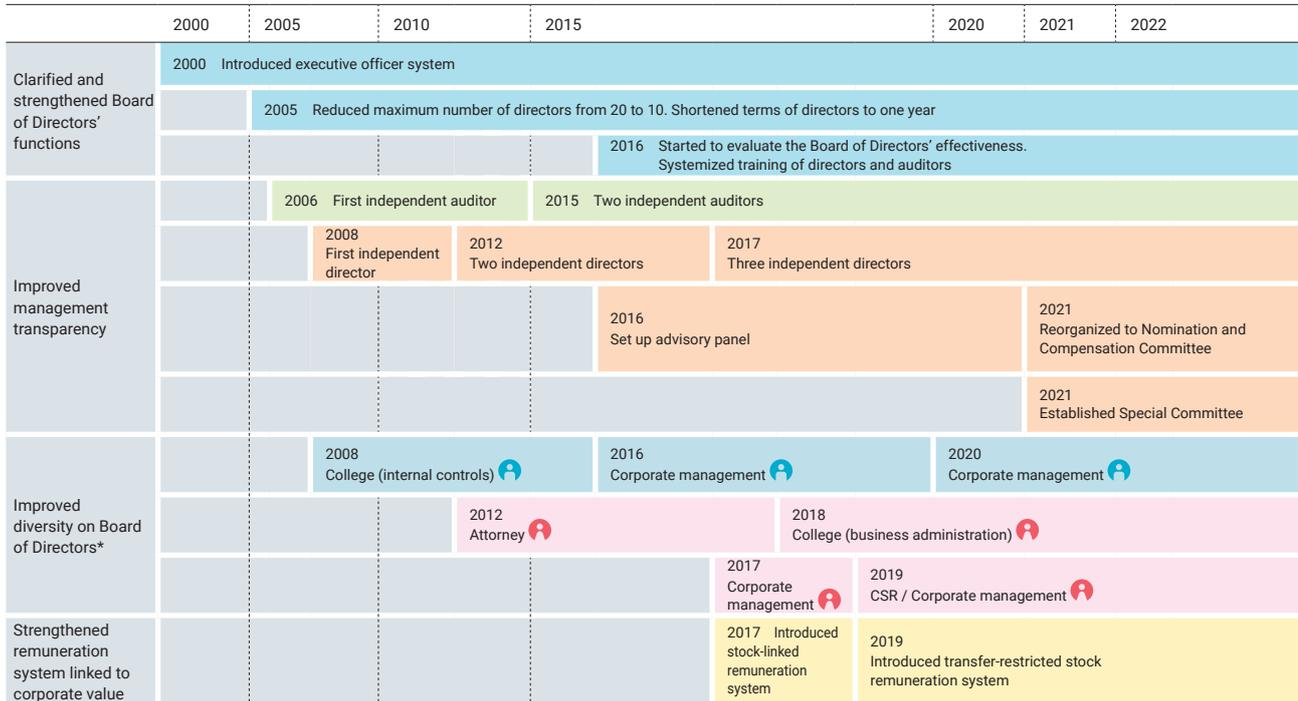 2000 2005 2010 2015 2020 2021 2022
Clarified and
strengthened Board
of Directors’
functions
2000 Introduced executive officer system
2005 Reduced maximum number of directors from 20 to 10. Shortened terms of directors to one year
2016 Started to evaluate the Board of Directors’ effectiveness.
Systemized training of directors and auditors
Improved
management
transparency
2006 First independent auditor
2015 Two independent auditors
2008
First independent
director
2012
Two independent directors
2017
Three independent directors
2016
Set up advisory panel
2021
Reorganized to Nomination and
Compensation Committee
2021
Established Special Committee
Improved
diversity on Board
of Directors*
2008
College (internal controls)
2016
Corporate management
2020
Corporate management
2012
Attorney
2018
College (business administration)
2017
Corporate
management
2019
CSR / Corporate management
Strengthened
remuneration
system linked to
corporate value
2017 Introduced
stock-linked
remuneration
system
2019
Introduced transfer-restricted stock
remuneration system